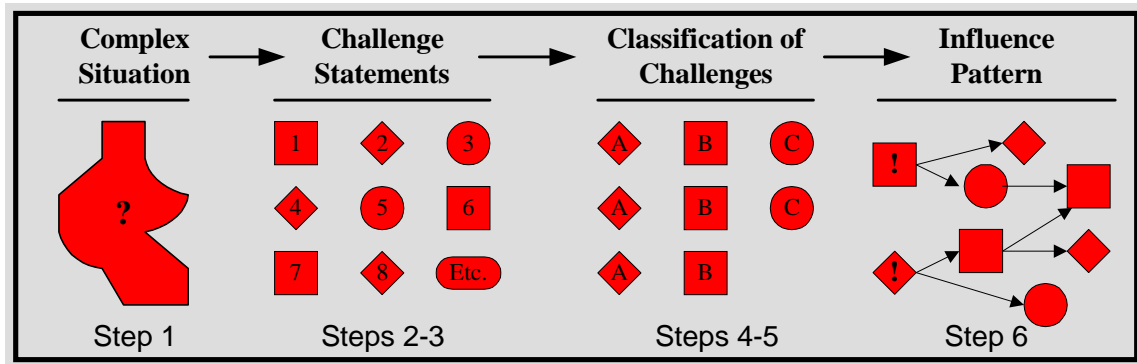 Complex
Situation
Challenge
Statements
Classification of
Challenges
Influence
Pattern
?
1 2 3
4 5 6
7 8 Etc.
A B C
A B C
A B
!
!
Step 1
Steps 2-3
Steps 4-5
Step 6